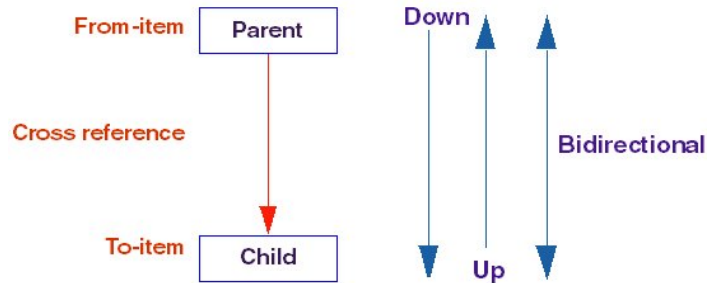 From-item
Parent
Down
Cross reference
Bidirectional
To-item
Child
Up